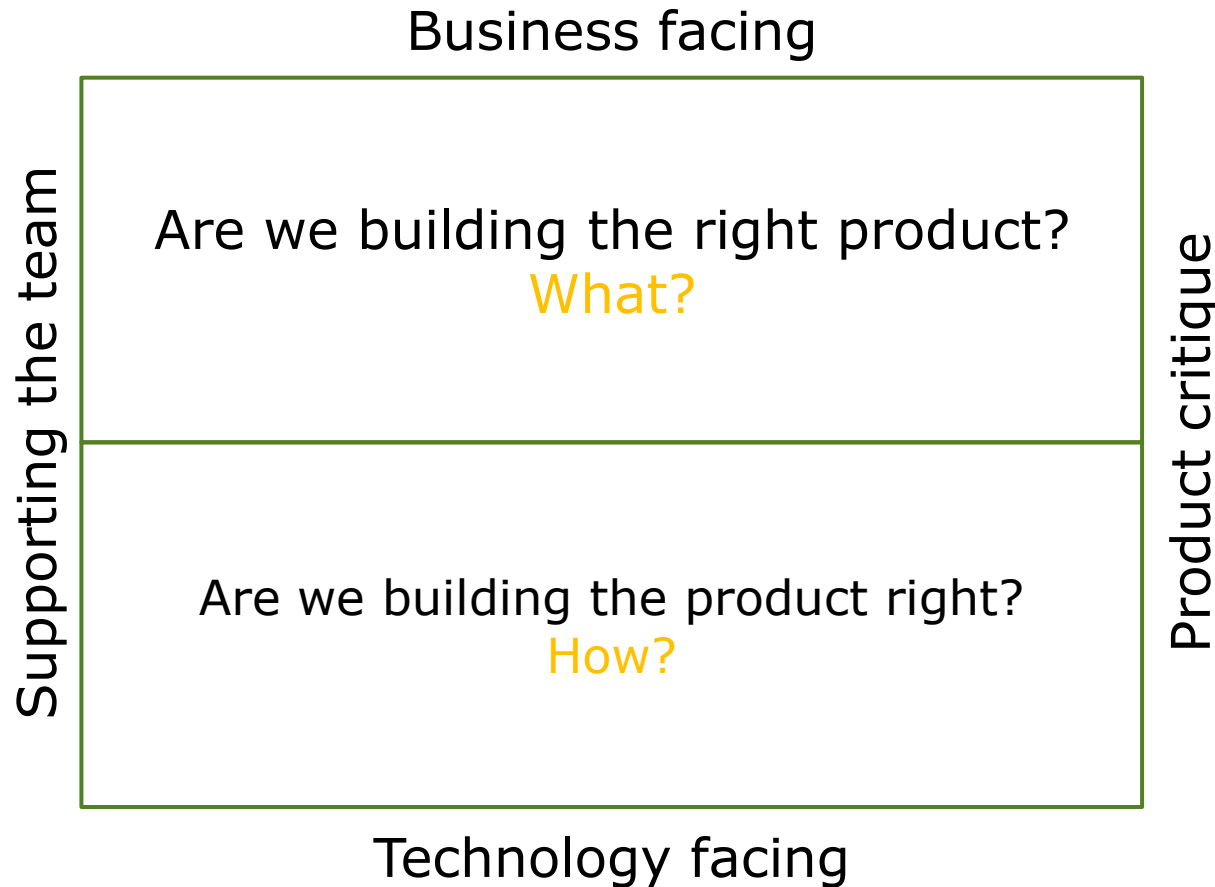 Business facing
Supporting the team
Are we building the right product?
What?
Are we building the product right?
How?
Product critique
Technology facing